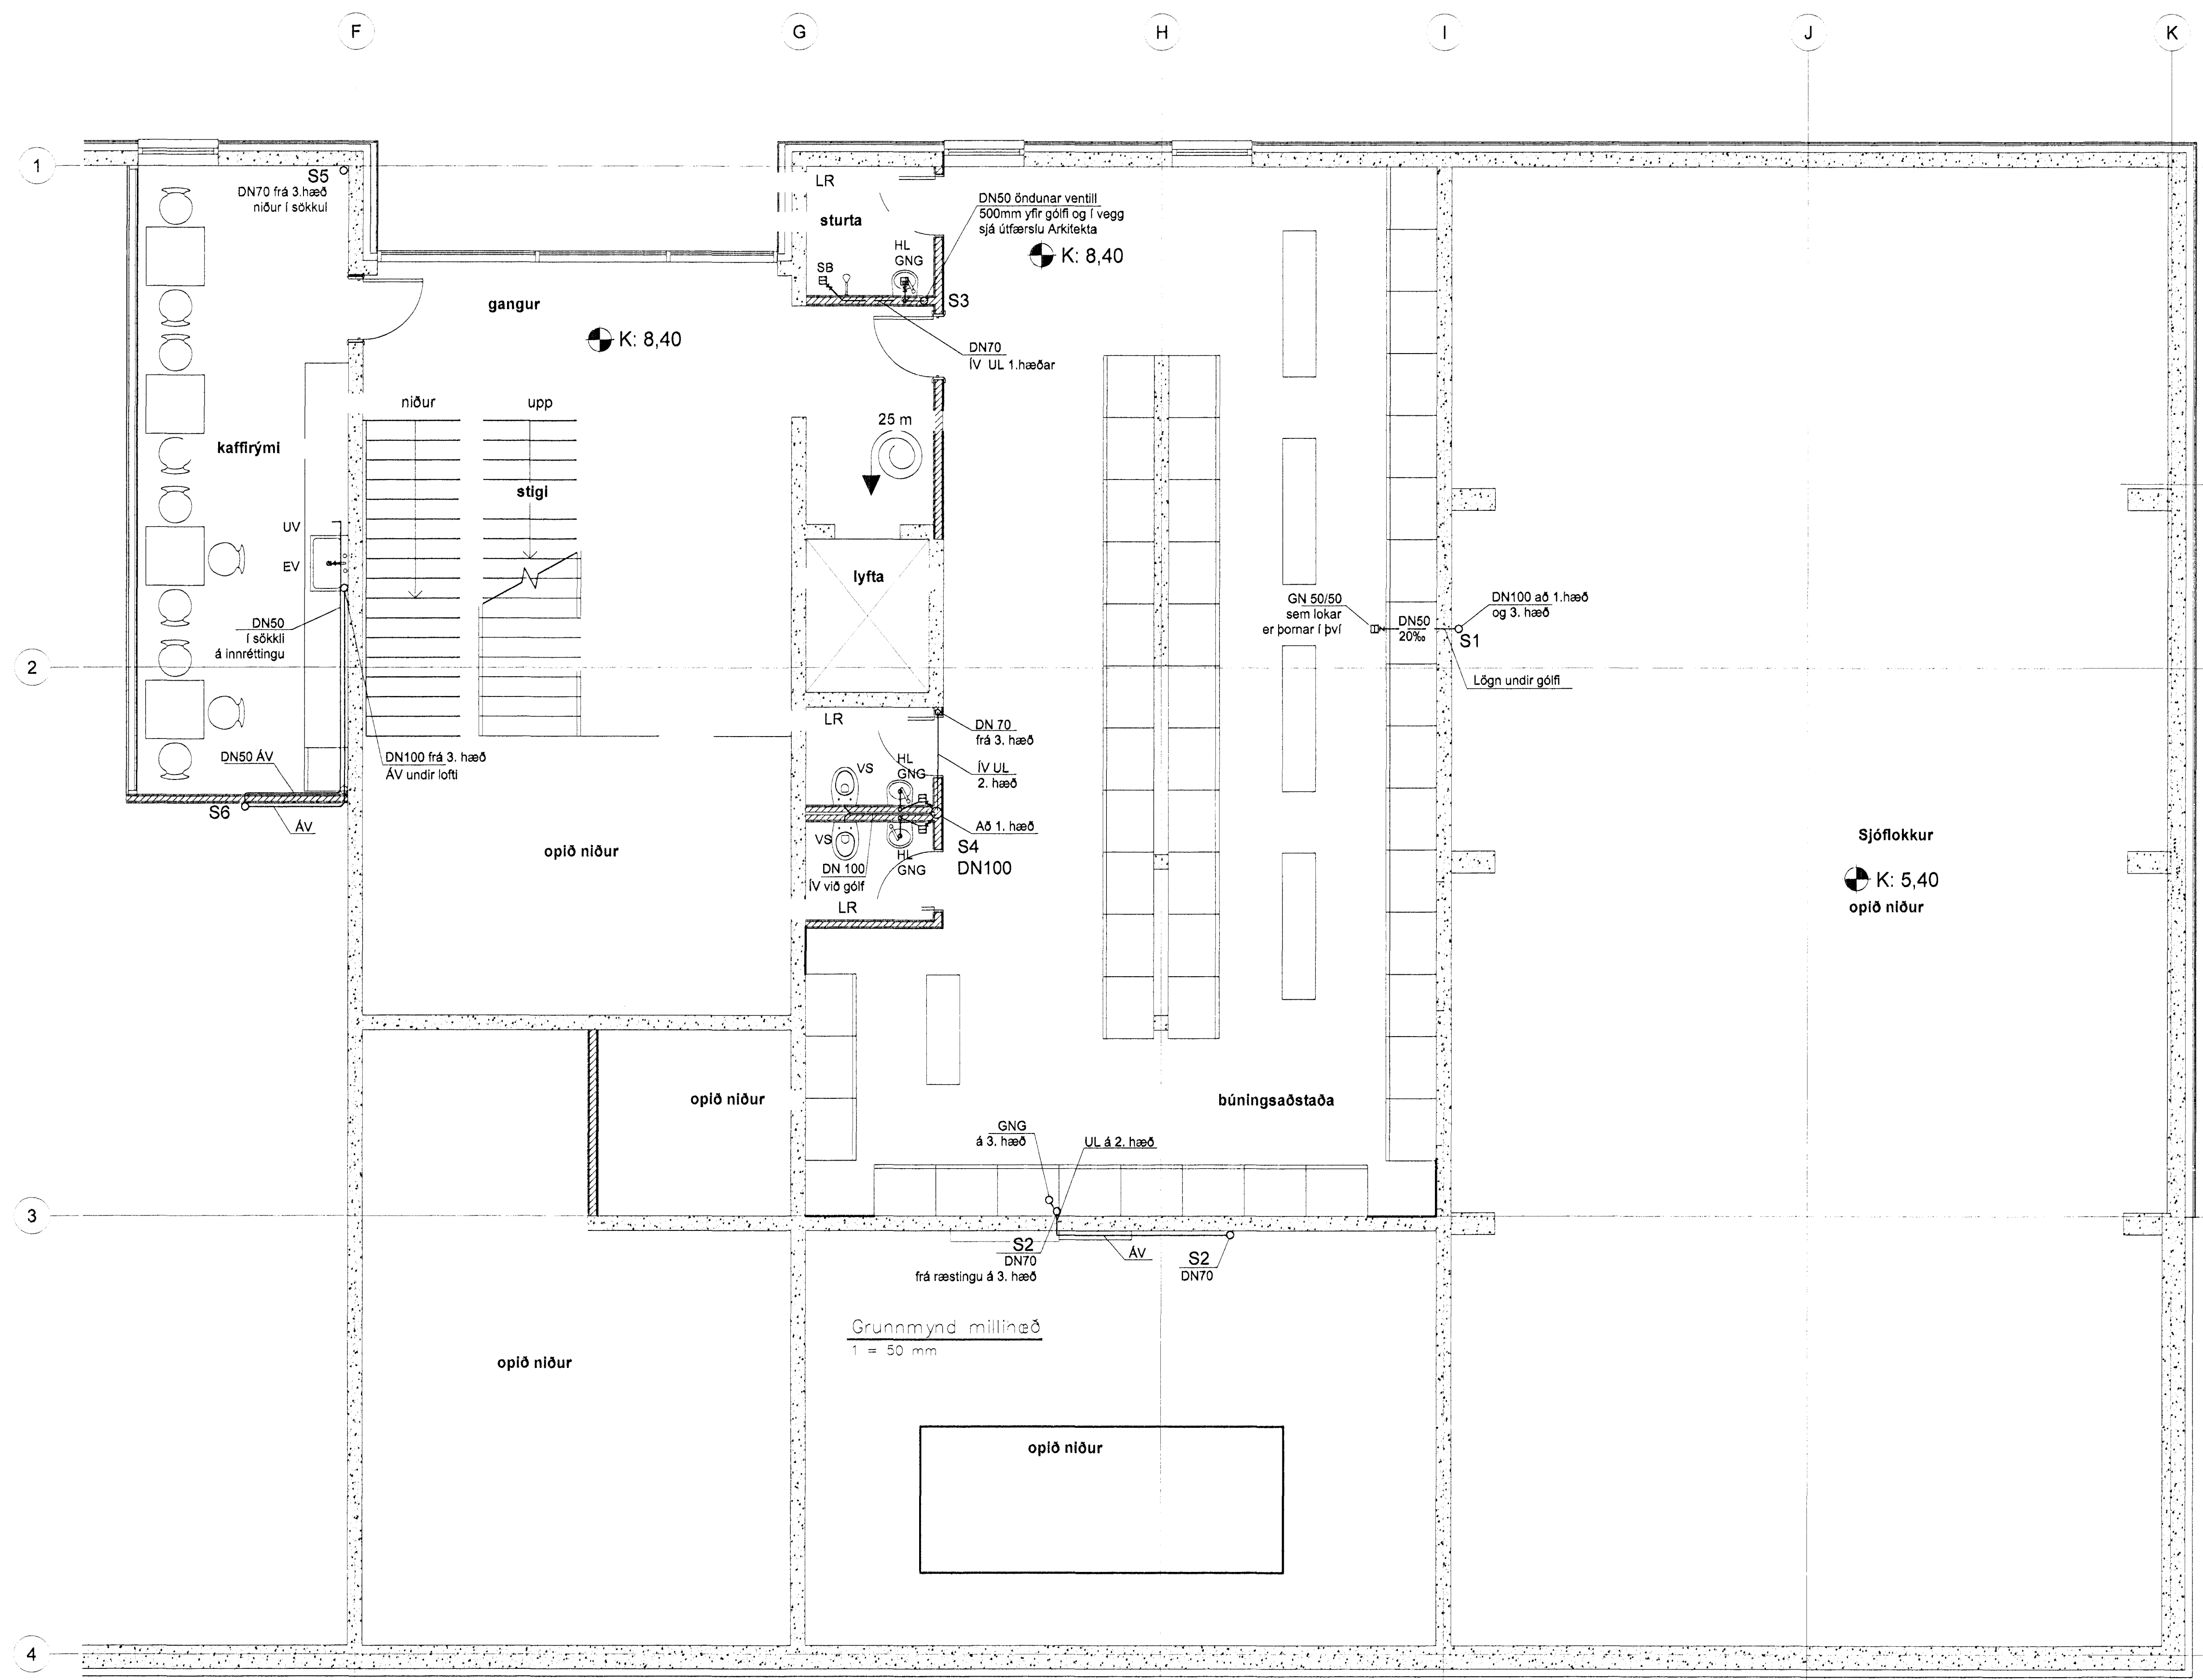 F
G
H
I
J
K
1
2
3
4
S5
DN70 frá 3.hæð
niður í sökkul
kaffirými
UV
EV
DN50
í sökkli
á innréttingu
DN50 ÁV
S6
ÁV
DN100 frá 3. hæð
ÁV undir lofti
gangur
K: 8,40
niður
upp
stigi
opið niður
opið niður
opið niður
LR
sturta
HL
GNG
SB
S3
DN50 öndunar ventill
500mm yfir gólfi og í vegg
sjá útfærslu Arkitekta
K: 8,40
DN70
ÍV UL 1.hæðar
25 m
lyfta
LR
DN 70
frá 3. hæð
VS
HL
GNG
ÍV UL
2. hæð
Að 1. hæð
VS
S4
DN100
HL
GNG
DN 100
ÍV við gólf
LR
GN 50/50
sem lokar
er þornar í því
DN50
20‰
DN100 að 1.hæð
og 3. hæð
S1
Lögn undir gólfi
Sjóflokkur
K: 5,40
opið niður
búningsaðstaða
GNG
á 3. hæð
UL á 2. hæð
S2
DN70
frá ræstingu á 3. hæð
ÁV
S2
DN70
Grunnmynd millihæð
1 = 50 mm
opið niður